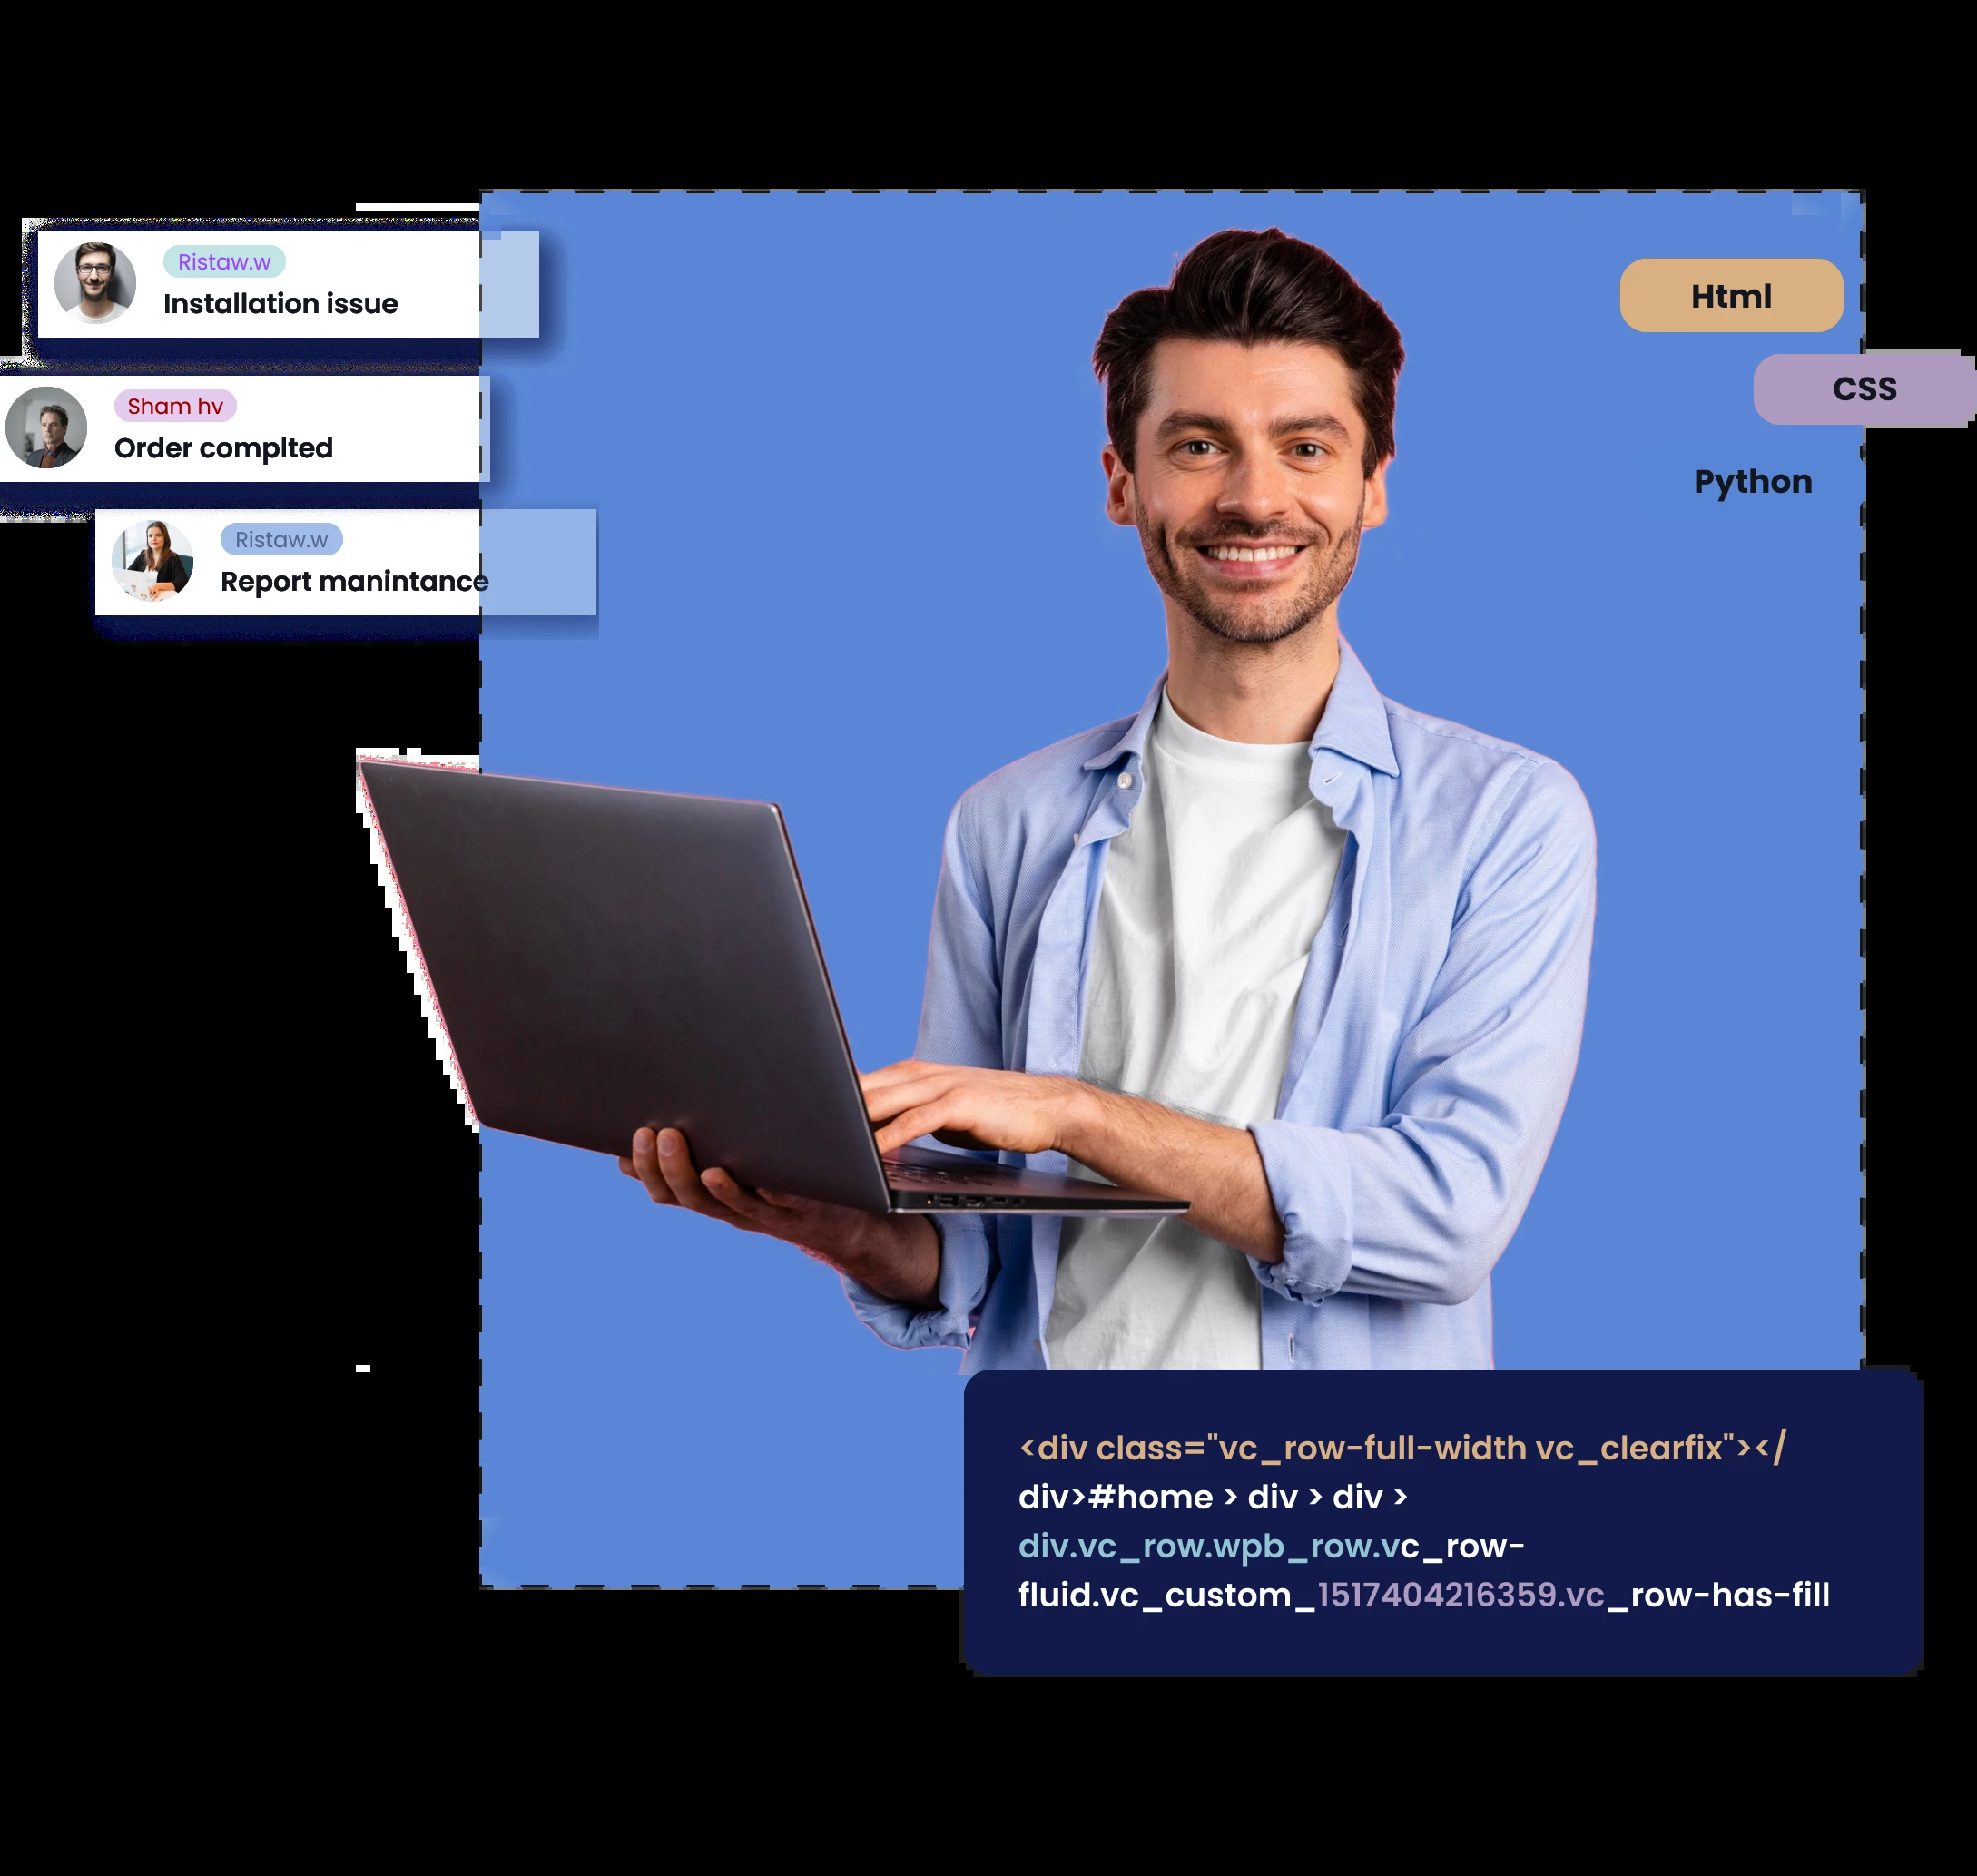 Ristaw.w
Installation issue
Sham hv
Order complted
Ristaw.w
Report manintance
Html
CSS
Python
<div class="vc_row-full-width vc_clearfix"></
div>#home > div > div >
div.vc_row.wpb_row.vc_row-
fluid.vc_custom_1517404216359.vc_row-has-fill